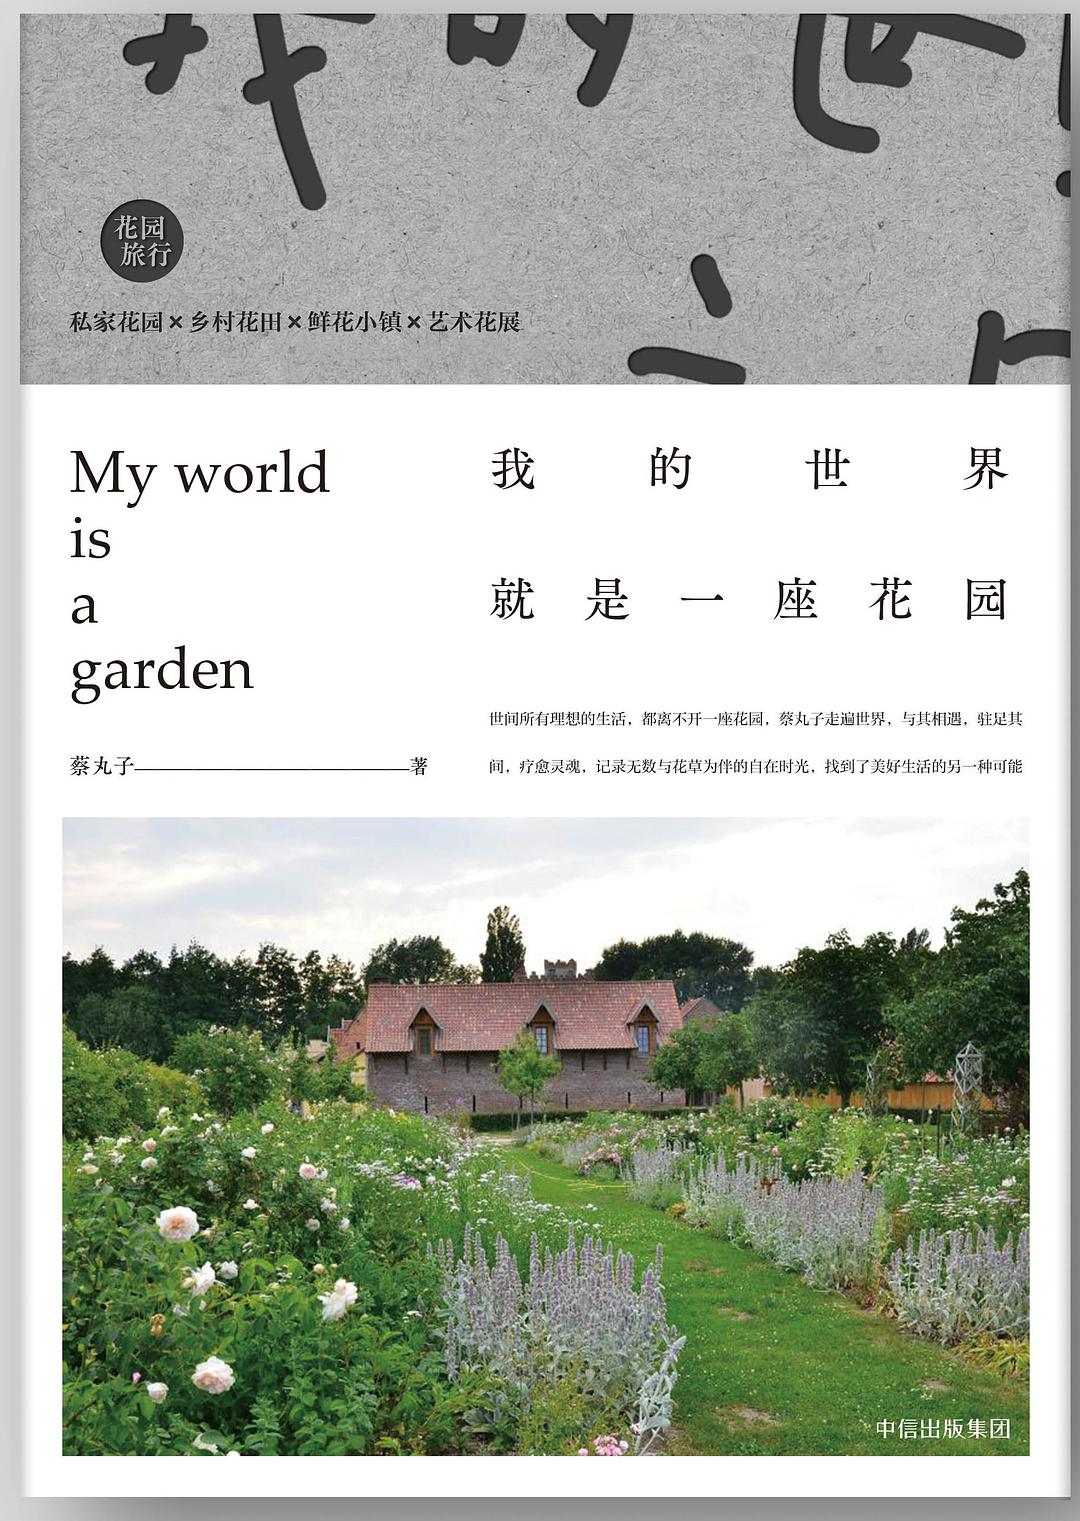 我的世
花园
旅行
私家花园×乡村花田×鲜花小镇×艺术花展
My world
is
a
garden
我的世界
就是一座花园
世间所有理想的生活，都离不开一座花园，蔡丸子走遍世界，与其相遇，驻足其
间，疗愈灵魂，记录无数与花草为伴的自在时光，找到了美好生活的另一种可能
蔡丸子——著
中信出版集团